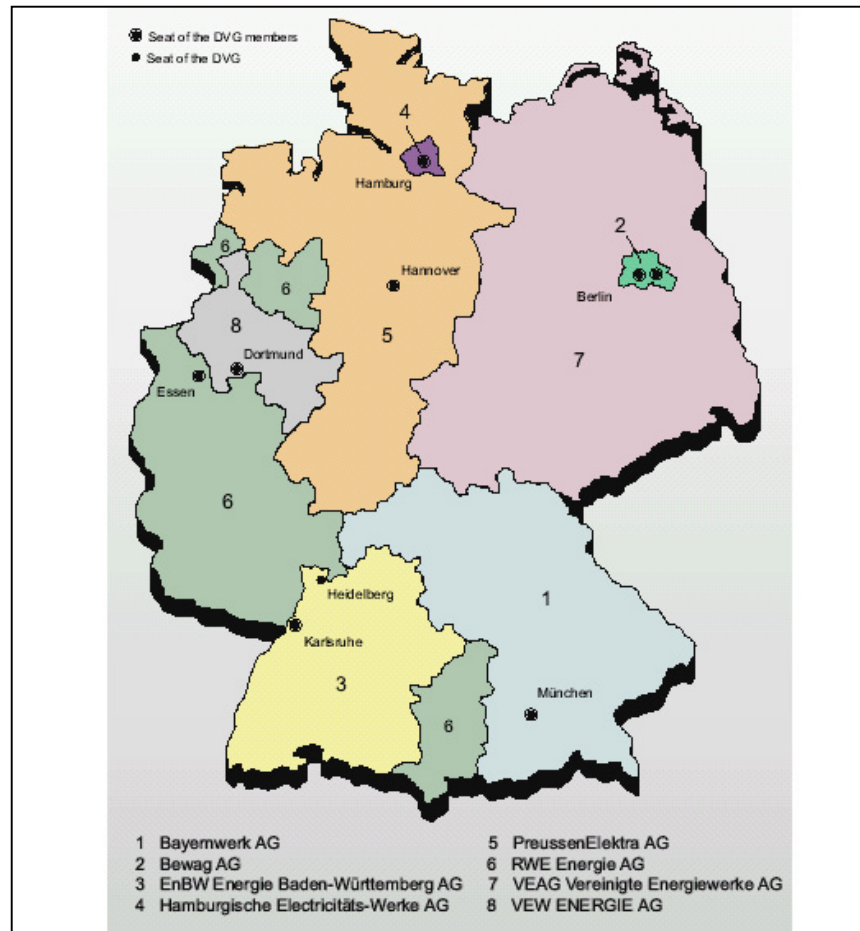 Seat of the DVG members
Seat of the DVG
4
Hamburg
6
2
6
Hannover
Berlin
8
5
Dortmund
7
Essen
6
1
Heidelberg
Karlsruhe
3
München
6
1 Bayernwerk AG
2 Bewag AG
3 EnBW Energie Baden-Württemberg AG
4 Hamburgische Electricitäts-Werke AG
5 PreussenElektra AG
6 RWE Energie AG
7 VEAG Vereinigte Energiewerke AG
8 VEW ENERGIE AG